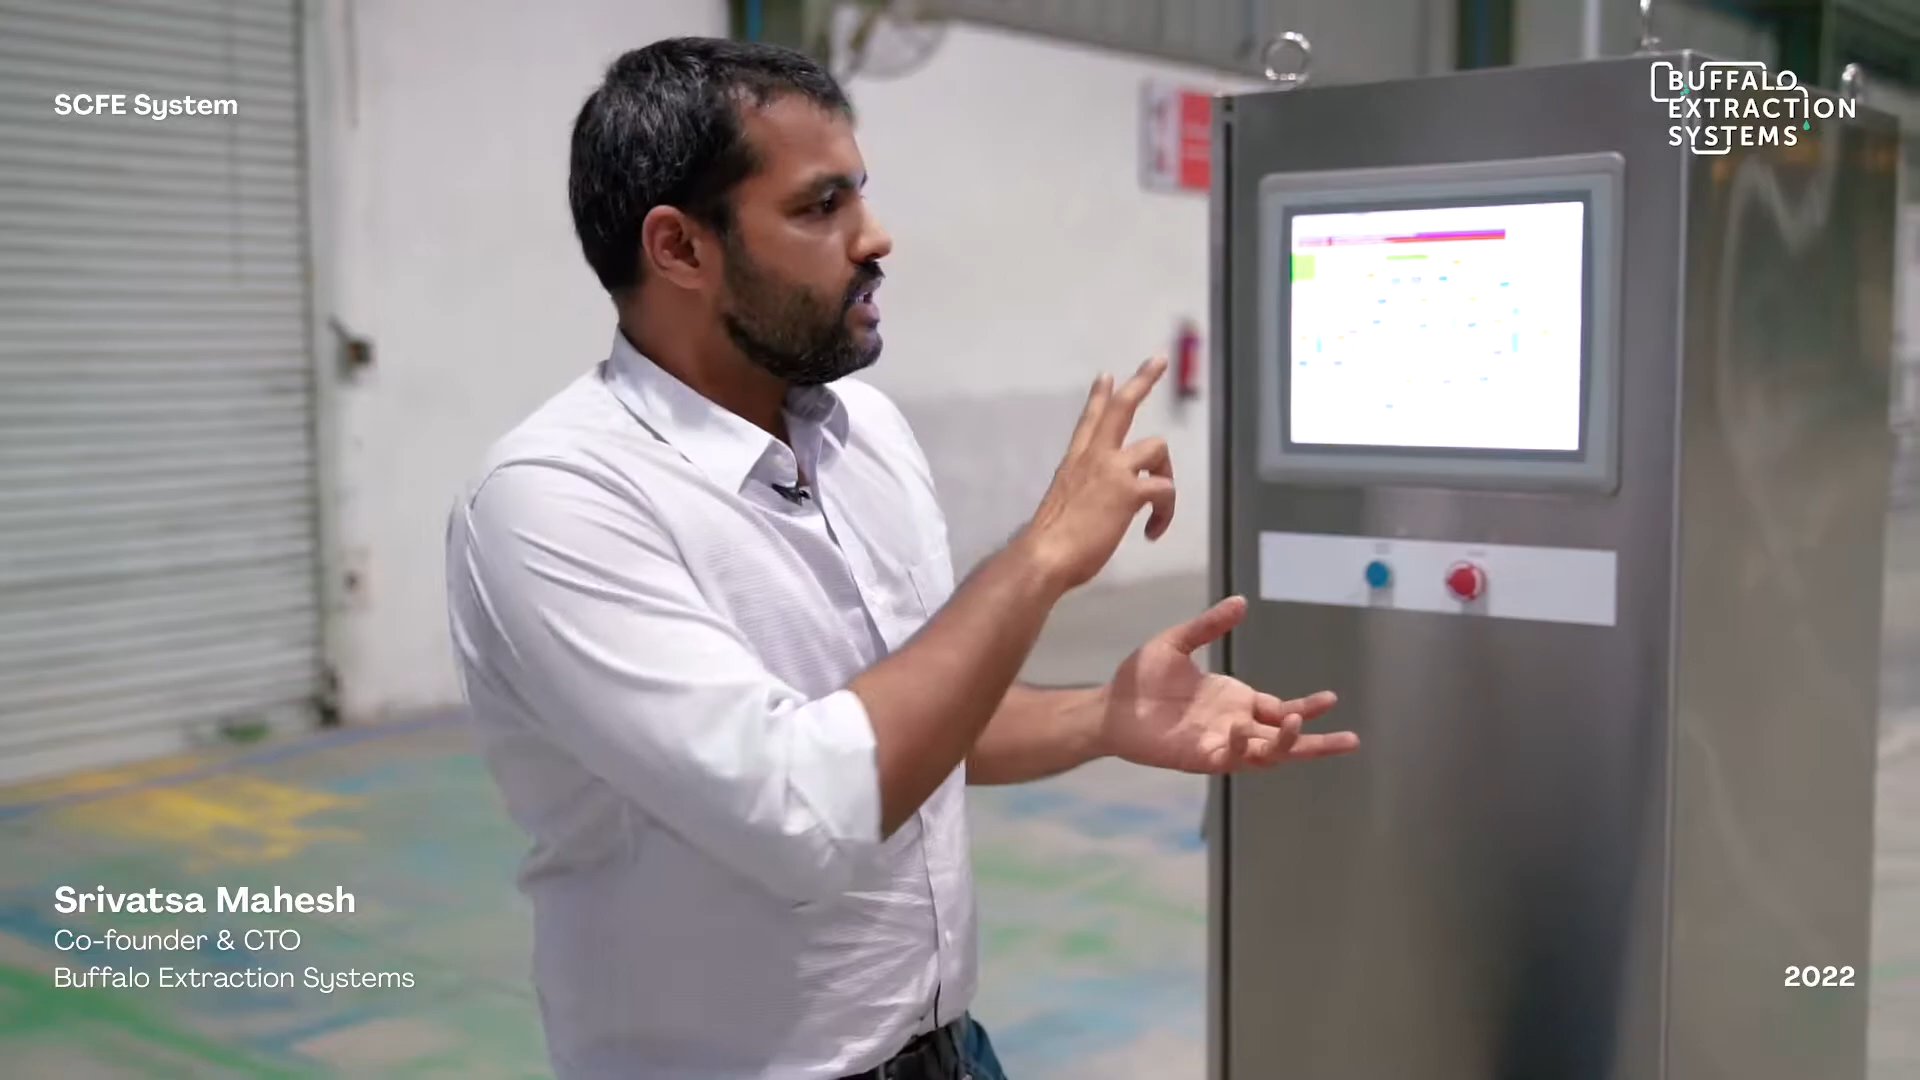 SCFE System
BUFFALO
EXTRACTION
SYSTEMS
Srivatsa Mahesh
Co-founder & CTO
Buffalo Extraction Systems
2022